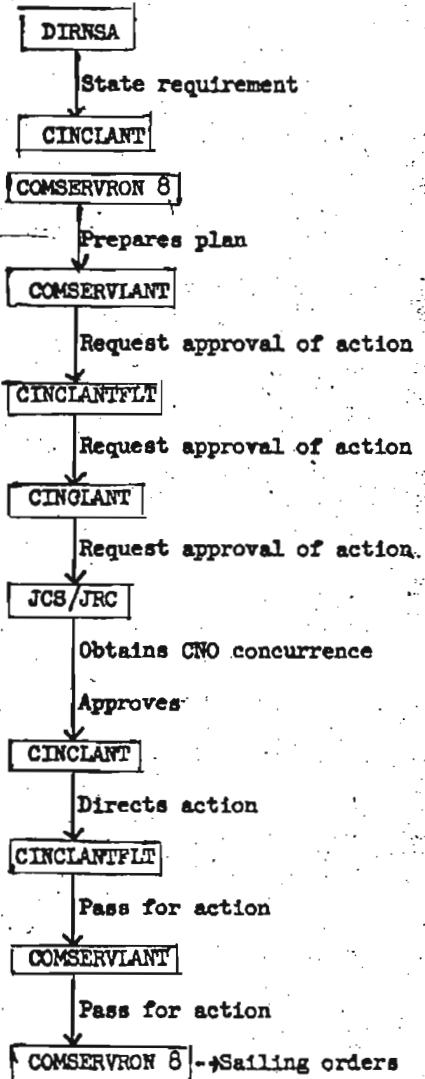 DIRNSA
State requirement
CINCLANT
COMSERVRON 8
Prepares plan
COMSERVLANT
Request approval of action
CINCLANTFLT
Request approval of action
CINCLANT
Request approval of action.
JCS/JRC
Obtains CNO concurrence
Approves
CINCLANT
Directs action
CINCLANTFLT
Pass for action
COMSERVLANT
Pass for action
COMSERVRON 8 → Sailing orders